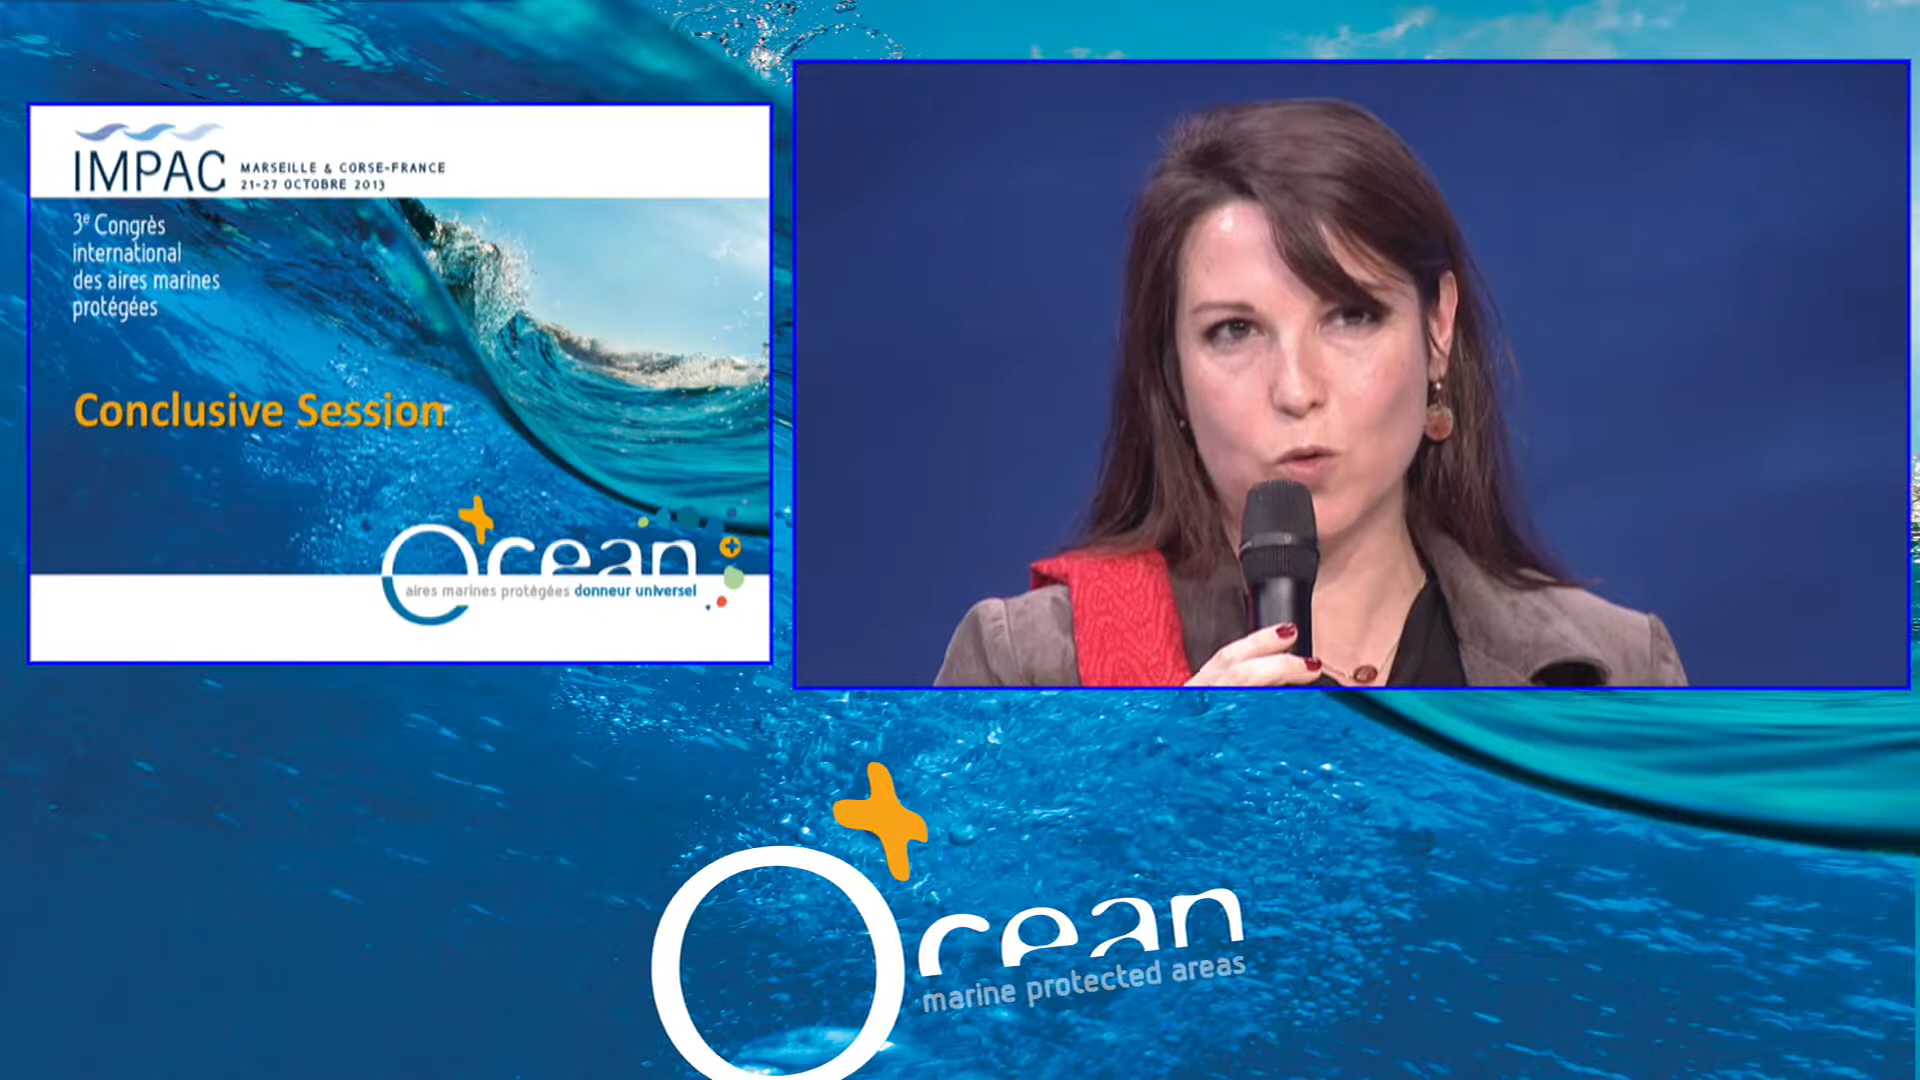 IMPAC
MARSEILLE & CORSE-FRANCE
21-27 OCTOBRE 2013
3e Congrès
international
des aires marines
protégées
Conclusive Session
Ocean
aires marines protégées donneur universel
Ocean
marine protected areas